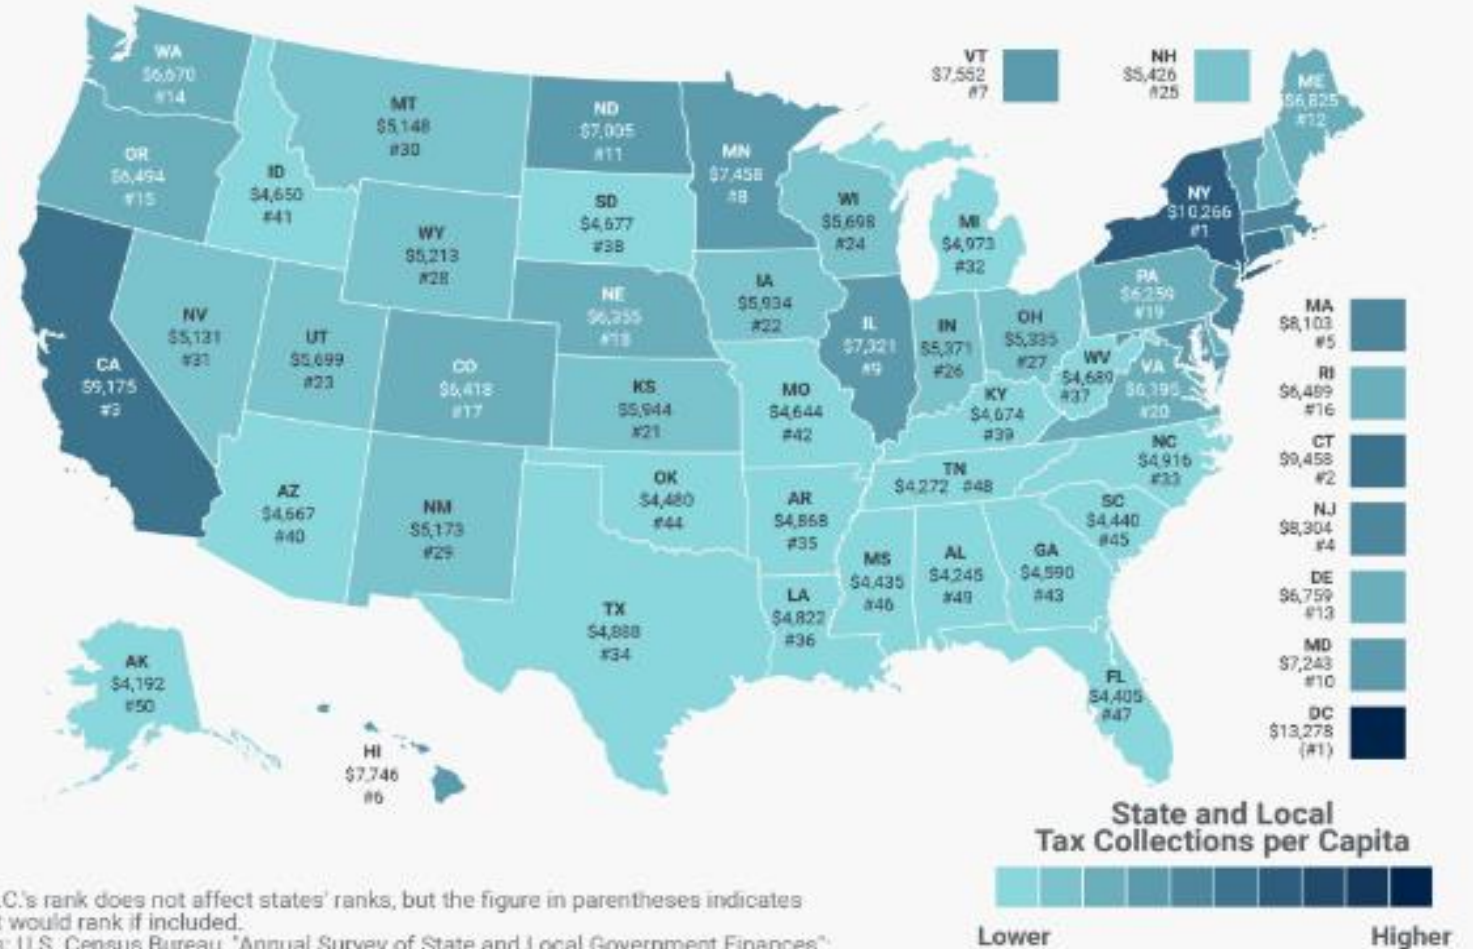 WA
$6,670
#14
OR
$6,494
#15
CA
$9,175
#3
ID
$4,650
#41
NV
$5,131
#31
MT
$5,148
#30
WY
$5,213
#28
UT
$5,699
#23
AZ
$4,667
#40
CO
$6,418
#17
NM
$5,173
#29
ND
$7,005
#11
SD
$4,677
#38
NE
$6,355
#18
KS
$5,944
#21
OK
$4,480
#44
TX
$4,888
#34
MN
$7,458
#8
IA
$5,934
#22
MO
$4,644
#42
AR
$4,868
#35
LA
$4,822
#36
WI
$5,698
#24
IL
$7,321
#9
MI
$4,973
#32
IN
$5,371
#26
OH
$5,335
#27
KY
$4,674
#39
WV
$4,689
#37
VA
$6,195
#20
TN
$4,272 #48
NC
$4,916
#33
SC
$4,440
#45
MS
$4,435
#46
AL
$4,245
#49
GA
$4,590
#43
FL
$4,405
#47
PA
$6,259
#19
NY
$10,266
#1
ME
$6,825
#12
VT
$7,552
#7
NH
$5,426
#25
MA
$8,103
#5
RI
$6,489
#16
CT
$9,458
#2
NJ
$8,304
#4
DE
$6,759
#13
MD
$7,243
#10
DC
$13,278
(#1)
AK
$4,192
#50
HI
$7,746
#6
State and Local
Tax Collections per Capita
Lower Higher
.C.'s rank does not affect states' ranks, but the figure in parentheses indicates
would rank if included.
U.S. Census Bureau, "Annual Survey of State and Local Government Finances";